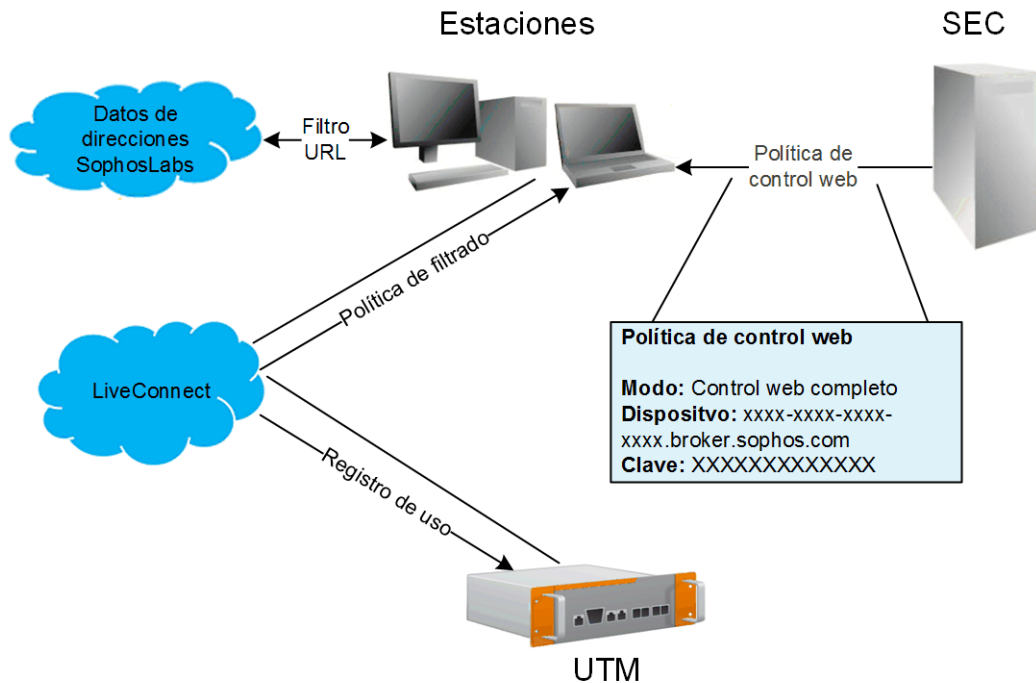 Estaciones
SEC
Datos de
direcciones
SophosLabs
Filtro
URL
Política de
control web
Política de filtrado
LiveConnect
Política de control web
Modo: Control web completo
Dispositvo: xxxx-xxxx-xxxx-
xxxx.broker.sophos.com
Clave: XXXXXXXXXXXXX
Registro de uso
UTM